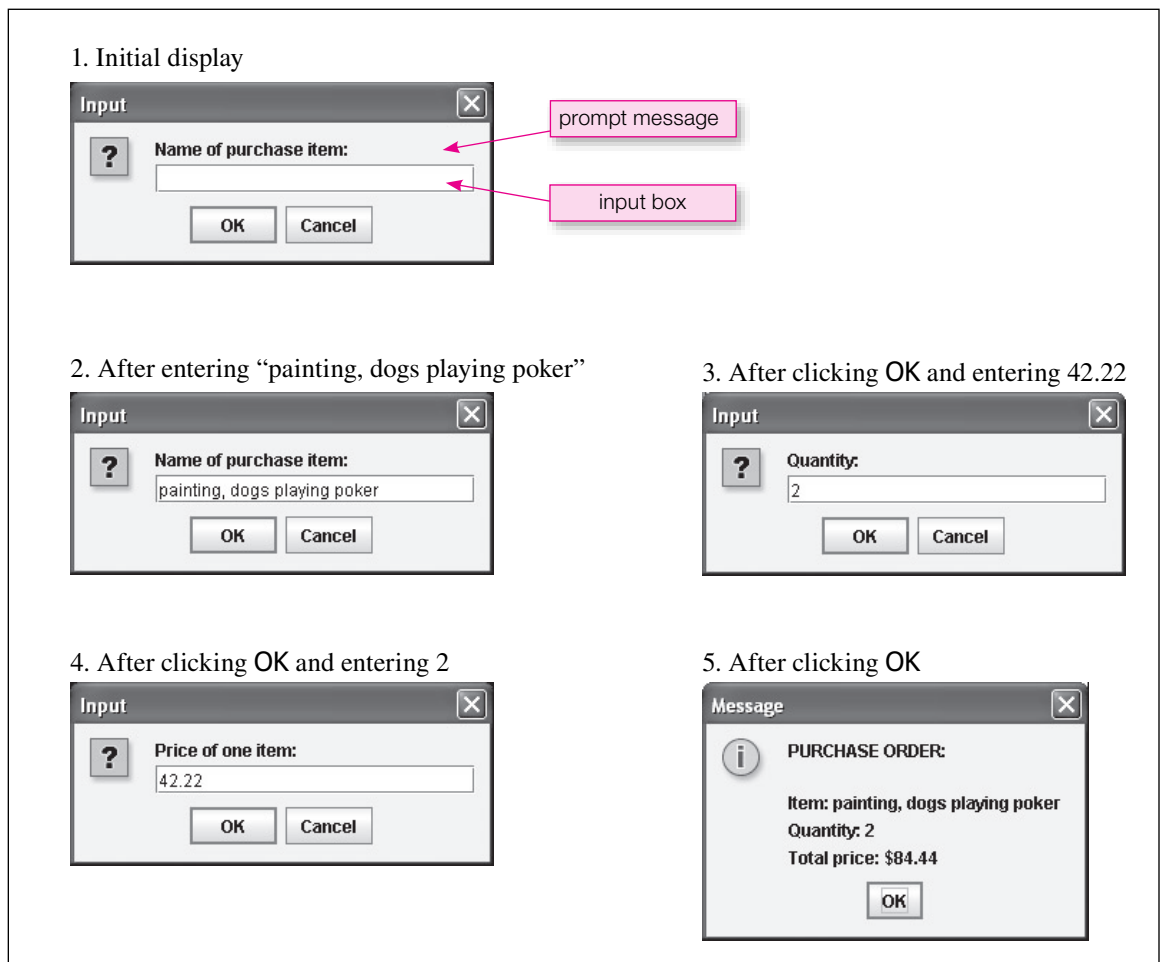 1. Initial display
Input
prompt message
? Name of purchase item:
input box
OK Cancel
2. After entering “painting, dogs playing poker”
Input
? Name of purchase item:
painting, dogs playing poker
OK Cancel
3. After clicking OK and entering 42.22
Input
? Quantity:
2
OK Cancel
4. After clicking OK and entering 2
Input
? Price of one item:
42.22
OK Cancel
5. After clicking OK
Message
i PURCHASE ORDER:
Item: painting, dogs playing poker
Quantity: 2
Total price: $84.44
OK